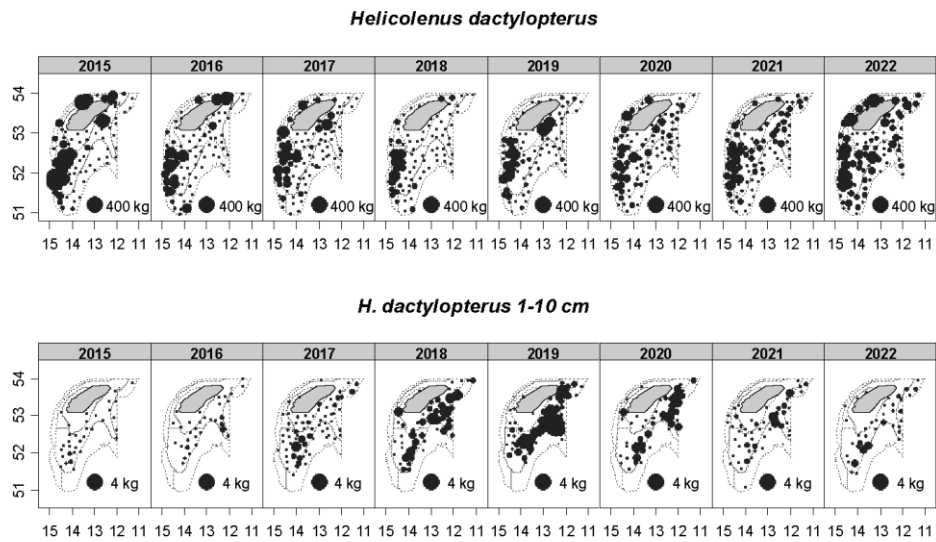 Helicolenus dactylopterus
2015 2016 2017 2018 2019 2020 2021 2022
54
53
52
51
400 kg 400 kg 400 kg 400 kg 400 kg 400 kg 400 kg 400 kg
15 14 13 12 11 15 14 13 12 11 15 14 13 12 11 15 14 13 12 11 15 14 13 12 11 15 14 13 12 11 15 14 13 12 11 15 14 13 12 11
H. dactylopterus 1-10 cm
2015 2016 2017 2018 2019 2020 2021 2022
54
53
52
51
4 kg 4 kg 4 kg 4 kg 4 kg 4 kg 4 kg 4 kg
15 14 13 12 11 15 14 13 12 11 15 14 13 12 11 15 14 13 12 11 15 14 13 12 11 15 14 13 12 11 15 14 13 12 11 15 14 13 12 11